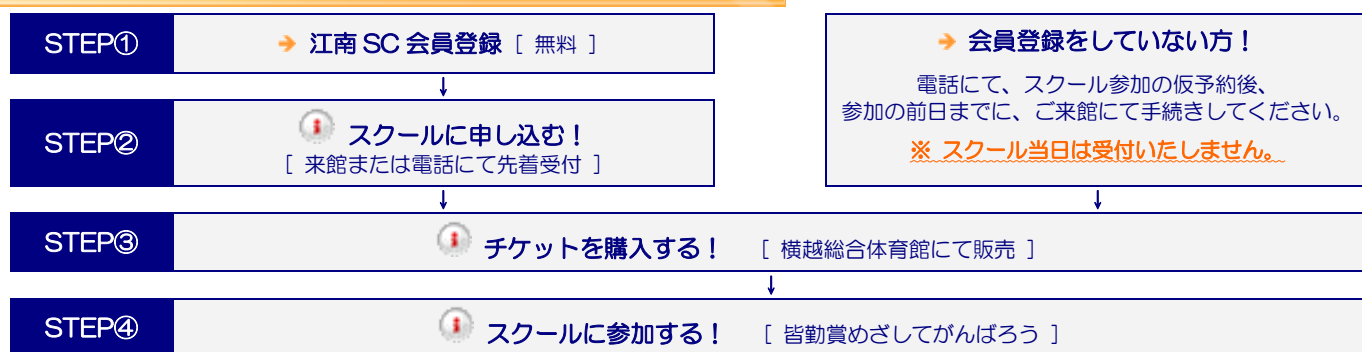 STEP①
江南 SC 会員登録 [ 無料 ]
STEP②
スクールに申し込む！
[ 来館または電話にて先着受付 ]
会員登録をしていない方！
電話にて、スクール参加の仮予約後、
参加の前日までに、ご来館にて手続きしてください。
※ スクール当日は受付いたしません。
STEP③
チケットを購入する！ [ 横越総合体育館にて販売 ]
STEP④
スクールに参加する！ [ 皆勤賞めざしてがんばろう ]